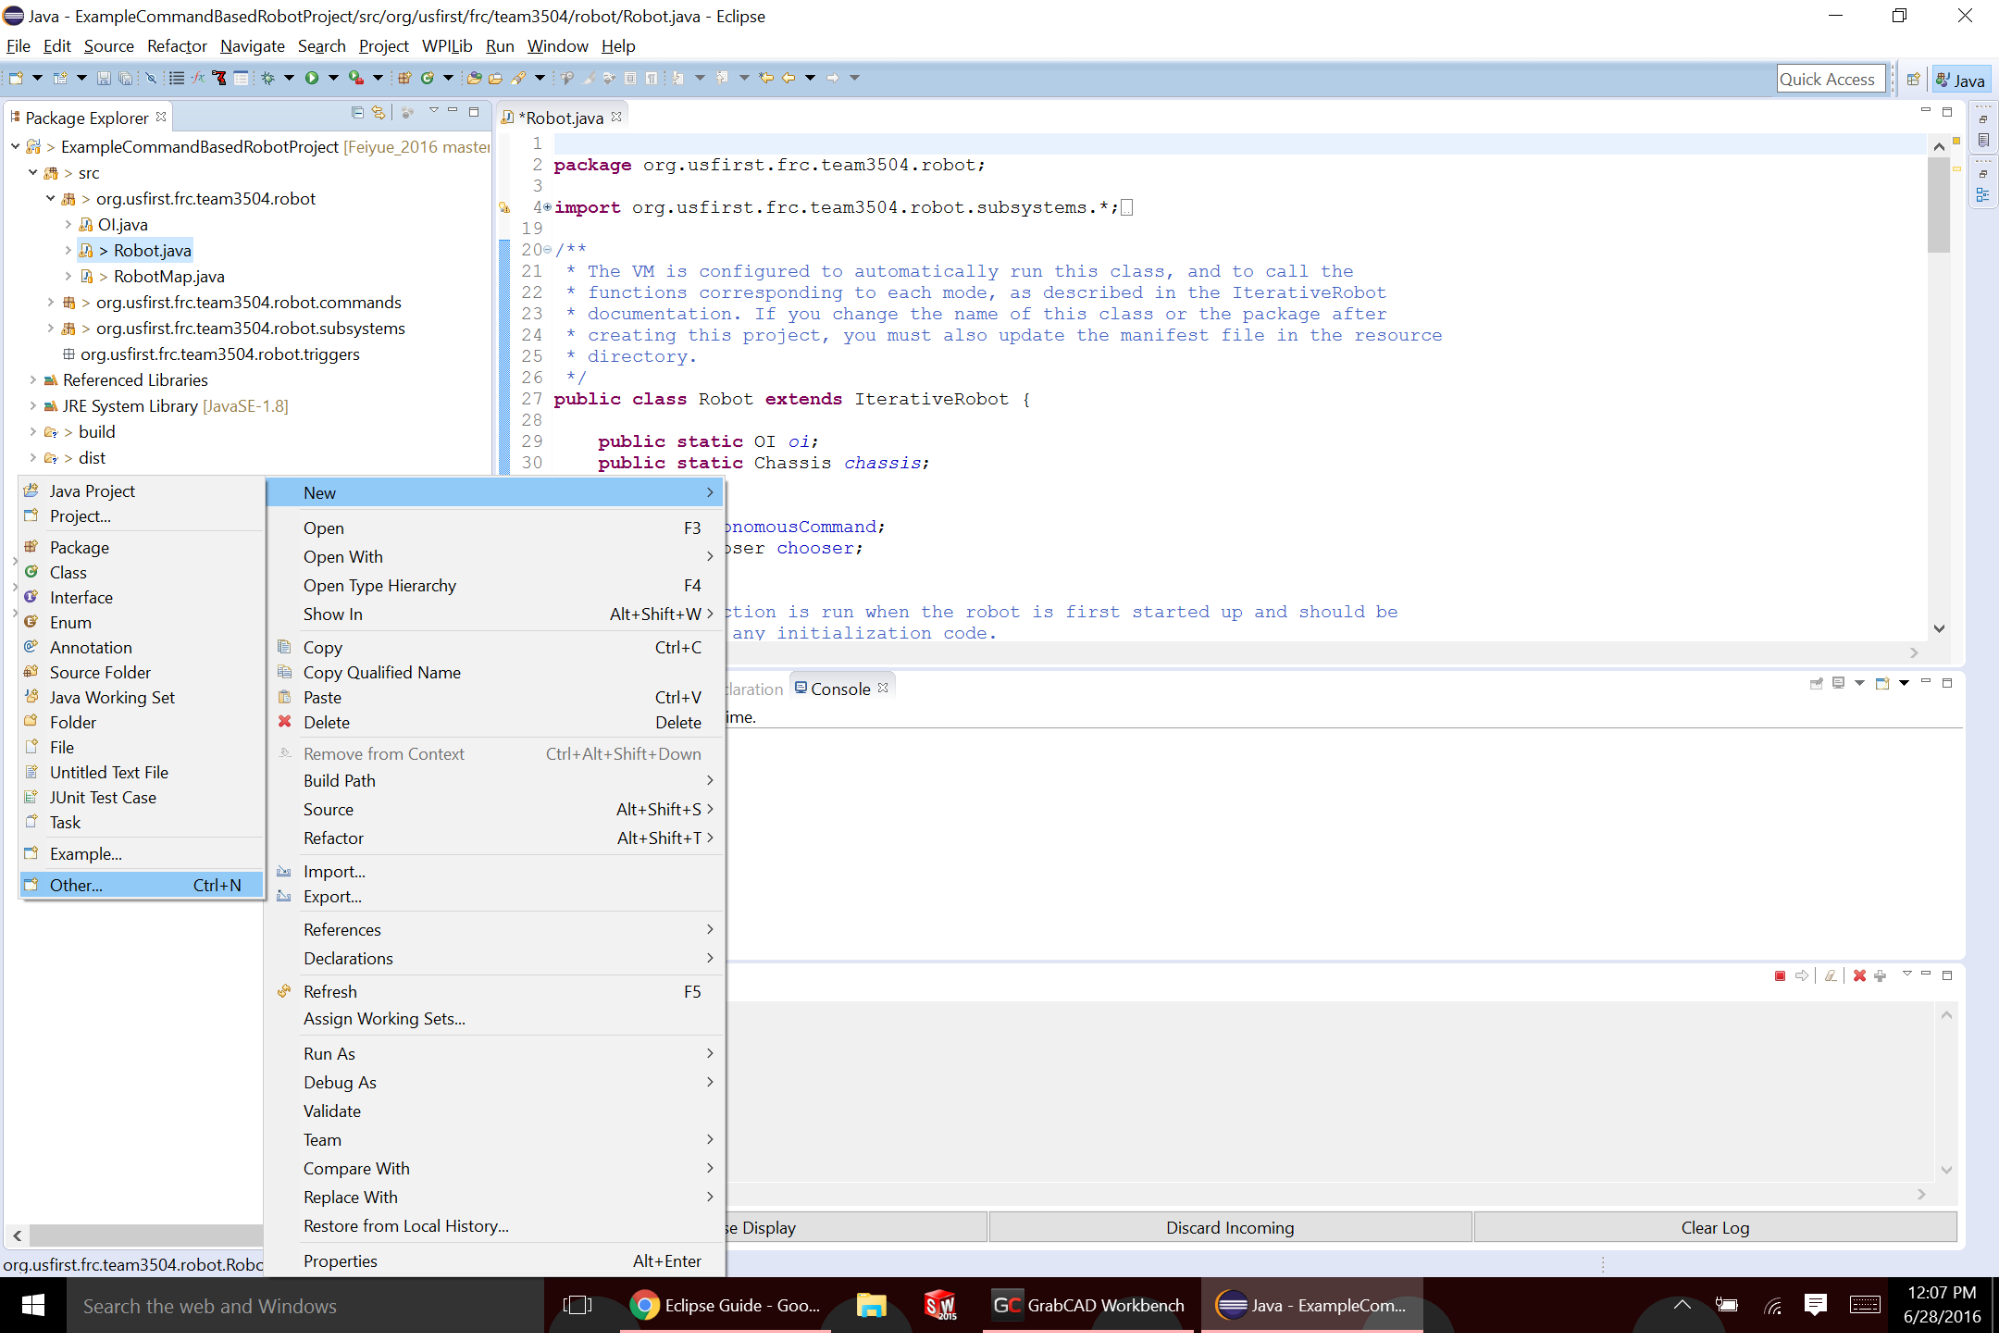 Java - ExampleCommandBasedRobotProject/src/org/usfirst/frc/team3504/robot/Robot.java - Eclipse
File Edit Source Refactor Navigate Search Project WPILib Run Window Help
Quick Access
Java
Package Explorer
*Robot.java
> ExampleCommandBasedRobotProject [Feiyue_2016 master
> src
> org.usfirst.frc.team3504.robot
OI.java
> Robot.java
> RobotMap.java
> org.usfirst.frc.team3504.robot.commands
> org.usfirst.frc.team3504.robot.subsystems
org.usfirst.frc.team3504.robot.triggers
Referenced Libraries
JRE System Library [JavaSE-1.8]
> build
> dist
1
2 package org.usfirst.frc.team3504.robot;
3
4 import org.usfirst.frc.team3504.robot.subsystems.*;
19
20 /**
21 * The VM is configured to automatically run this class, and to call the
22 * functions corresponding to each mode, as described in the IterativeRobot
23 * documentation. If you change the name of this class or the package after
24 * creating this project, you must also update the manifest file in the resource
25 * directory.
26 */
27 public class Robot extends IterativeRobot {
28
29 public static OI oi;
30 public static Chassis chassis;
onomousCommand;
oser chooser;
ction is run when the robot is first started up and should be
any initialization code.
Java Project
Project...
Package
Class
Interface
Enum
Annotation
Source Folder
Java Working Set
Folder
File
Untitled Text File
JUnit Test Case
Task
Example...
Other... Ctrl+N
New
Open F3
Open With
Open Type Hierarchy F4
Show In Alt+Shift+W
Copy Ctrl+C
Copy Qualified Name
Paste Ctrl+V
Delete Delete
Remove from Context Ctrl+Alt+Shift+Down
Build Path
Source Alt+Shift+S
Refactor Alt+Shift+T
Import...
Export...
References
Declarations
Refresh F5
Assign Working Sets...
Run As
Debug As
Validate
Team
Compare With
Replace With
Restore from Local History...
Properties Alt+Enter
laration
Console
ime.
se Display
Discard Incoming
Clear Log
org.usfirst.frc.team3504.robot.Robo
Search the web and Windows
Eclipse Guide - Goo...
SW 2015
GC GrabCAD Workbench
Java - ExampleCom...
12:07 PM
6/28/2016